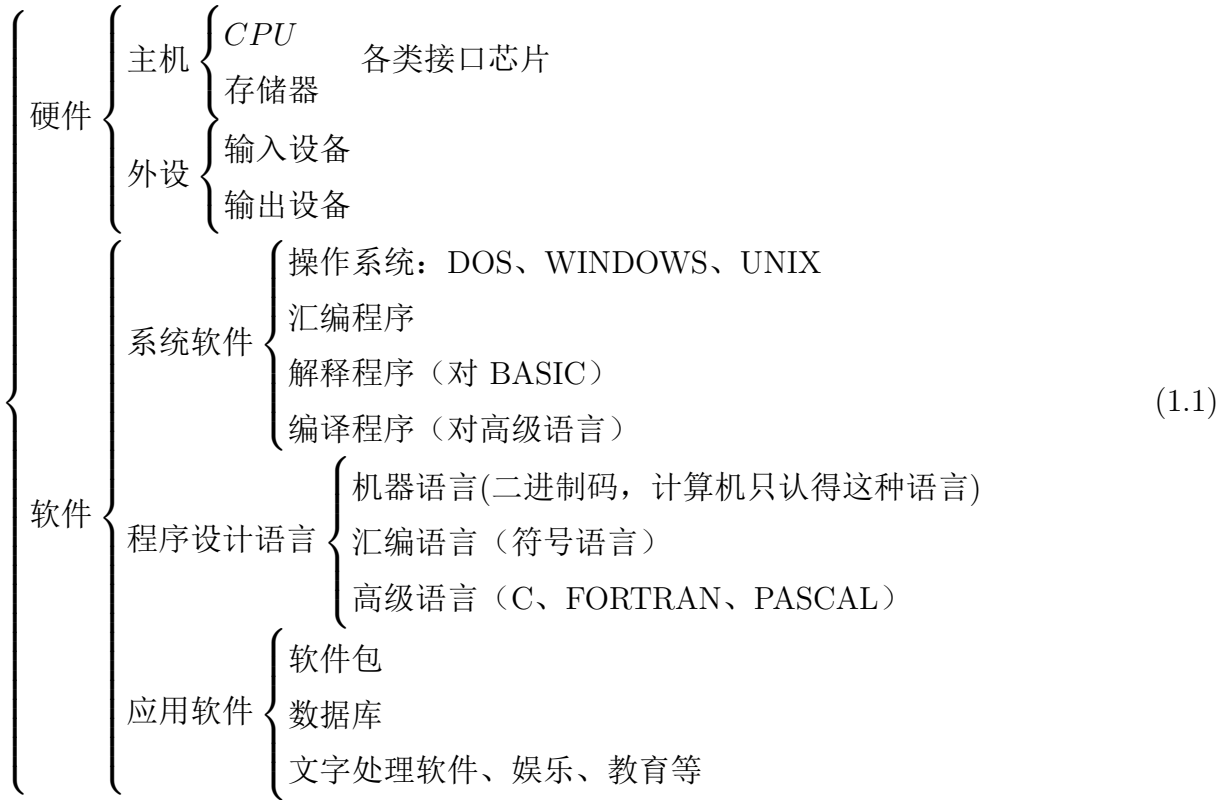 硬件
主机
CPU
存储器
各类接口芯片
外设
输入设备
输出设备
软件
系统软件
操作系统：DOS、WINDOWS、UNIX
汇编程序
解释程序（对 BASIC）
编译程序（对高级语言）
程序设计语言
机器语言(二进制码，计算机只认得这种语言)
汇编语言（符号语言）
高级语言（C、FORTRAN、PASCAL）
应用软件
软件包
数据库
文字处理软件、娱乐、教育等
(1.1)